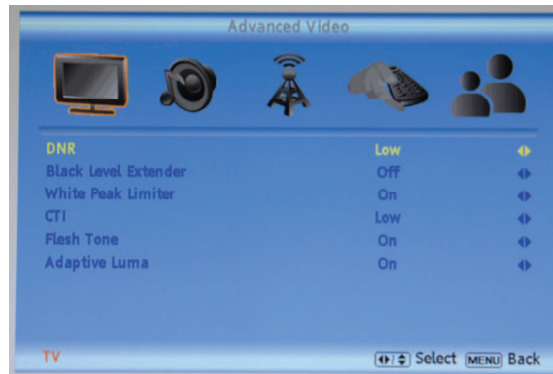 Advanced Video
DNR Low
Black Level Extender Off
White Peak Limiter On
CTI Low
Flesh Tone On
Adaptive Luma On
TV Select MENU Back